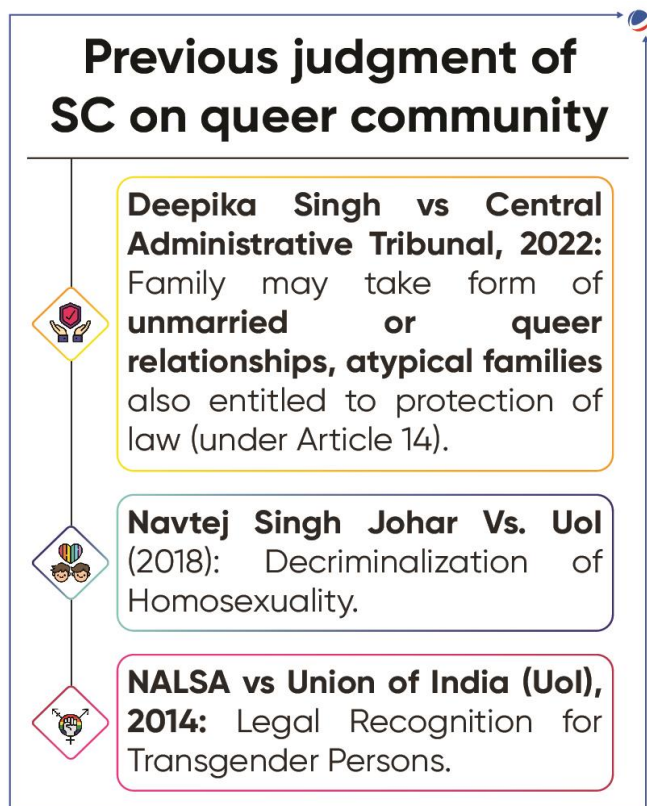 Previous judgment of
SC on queer community
Deepika Singh vs Central
Administrative Tribunal, 2022:
Family may take form of
unmarried or queer
relationships, atypical families
also entitled to protection of
law (under Article 14).
Navtej Singh Johar Vs. UoI
(2018): Decriminalization of
Homosexuality.
NALSA vs Union of India (UoI),
2014: Legal Recognition for
Transgender Persons.